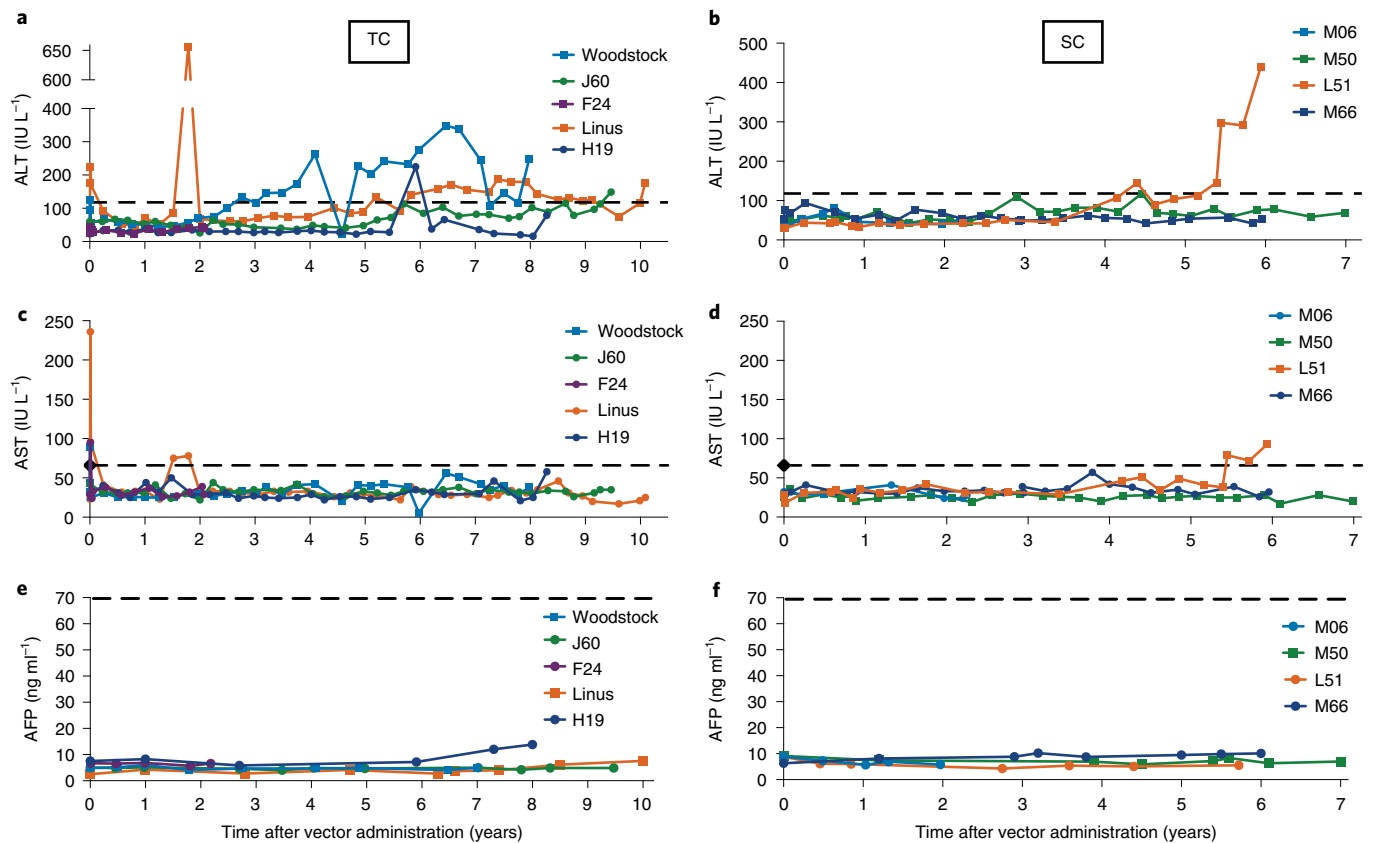 a
TC
ALT (IU L⁻¹)
650
600
400
300
200
100
0
0 1 2 3 4 5 6 7 8 9 10
Woodstock
J60
F24
Linus
H19
b
SC
ALT (IU L⁻¹)
500
400
300
200
100
0
0 1 2 3 4 5 6 7
M06
M50
L51
M66
c
AST (IU L⁻¹)
250
200
150
100
50
0
0 1 2 3 4 5 6 7 8 9 10
Woodstock
J60
F24
Linus
H19
d
AST (IU L⁻¹)
250
200
150
100
50
0
0 1 2 3 4 5 6 7
M06
M50
L51
M66
e
AFP (ng ml⁻¹)
70
60
50
40
30
20
10
0
0 1 2 3 4 5 6 7 8 9 10
Woodstock
J60
F24
Linus
H19
Time after vector administration (years)
f
AFP (ng ml⁻¹)
70
60
50
40
30
20
10
0
0 1 2 3 4 5 6 7
M06
M50
L51
M66
Time after vector administration (years)